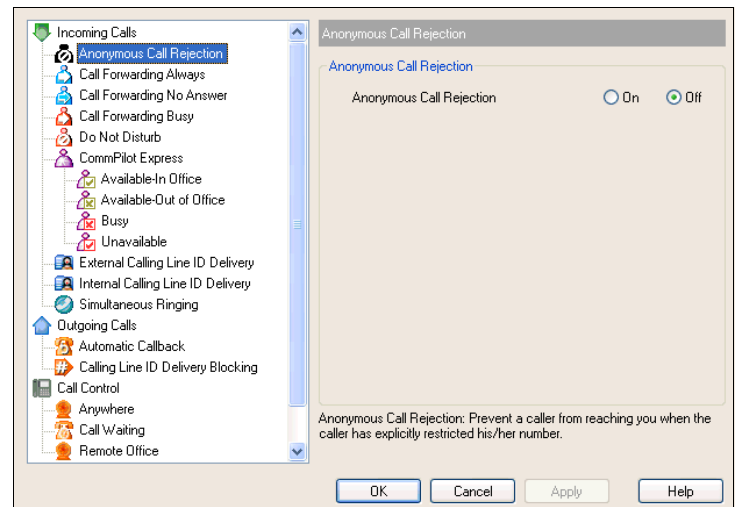 Incoming Calls
Anonymous Call Rejection
Call Forwarding Always
Call Forwarding No Answer
Call Forwarding Busy
Do Not Disturb
CommPilot Express
Available-In Office
Available-Out of Office
Busy
Unavailable
External Calling Line ID Delivery
Internal Calling Line ID Delivery
Simultaneous Ringing
Outgoing Calls
Automatic Callback
Calling Line ID Delivery Blocking
Call Control
Anywhere
Call Waiting
Remote Office
Anonymous Call Rejection
Anonymous Call Rejection
Anonymous Call Rejection On Off
Anonymous Call Rejection: Prevent a caller from reaching you when the
caller has explicitly restricted his/her number.
OK Cancel Apply Help